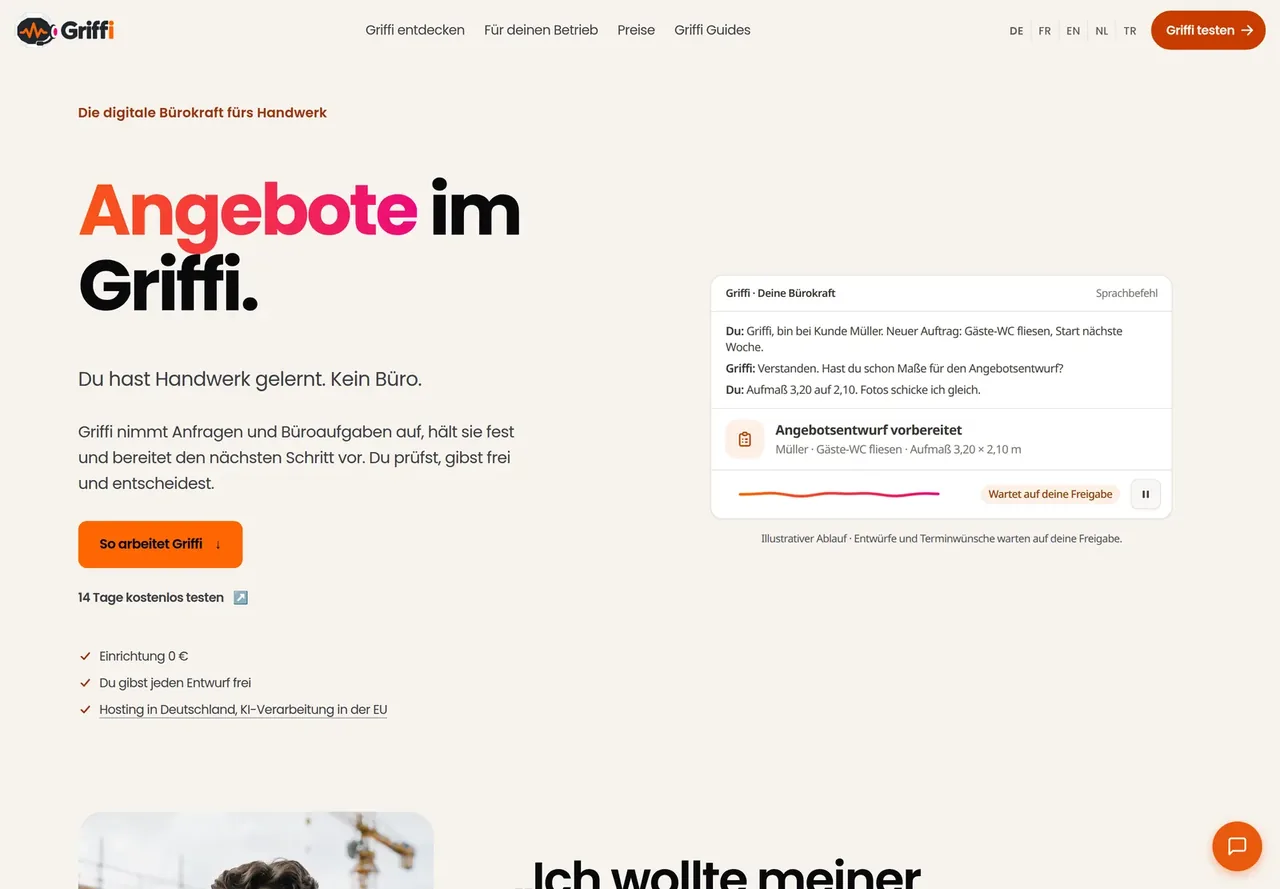 Griffi
Griffi entdecken
Für deinen Betrieb
Preise
Griffi Guides
DE
FR
EN
NL
TR
Griffi testen →
Die digitale Bürokraft fürs Handwerk
Angebote im
Griffi.
Du hast Handwerk gelernt. Kein Büro.
Griffi nimmt Anfragen und Büroaufgaben auf, hält sie fest
und bereitet den nächsten Schritt vor. Du prüfst, gibst frei
und entscheidest.
So arbeitet Griffi ↓
14 Tage kostenlos testen ↗
Einrichtung 0 €
Du gibst jeden Entwurf frei
Hosting in Deutschland, KI-Verarbeitung in der EU
Griffi · Deine Bürokraft
Sprachbefehl
Du: Griffi, bin bei Kunde Müller. Neuer Auftrag: Gäste-WC fliesen, Start nächste
Woche.
Griffi: Verstanden. Hast du schon Maße für den Angebotsentwurf?
Du: Aufmaß 3,20 auf 2,10. Fotos schicke ich gleich.
Angebotsentwurf vorbereitet
Müller · Gäste-WC fliesen · Aufmaß 3,20 × 2,10 m
Wartet auf deine Freigabe
Illustrativer Ablauf · Entwürfe und Terminwünsche warten auf deine Freigabe.
„Ich wollte meiner